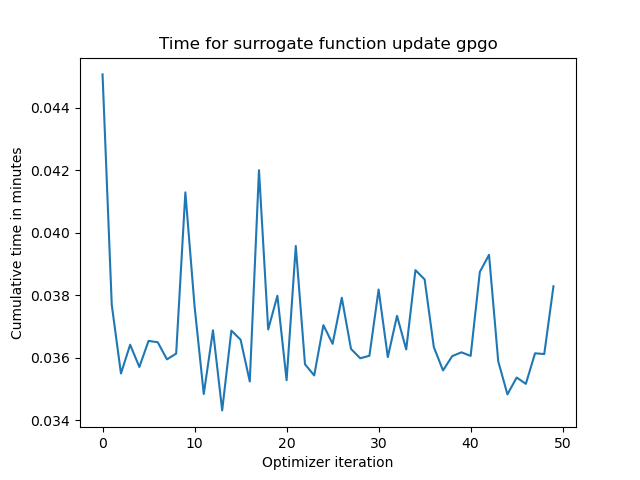 Time for surrogate function update gpgo
Cumulative time in minutes
0.044
0.042
0.040
0.038
0.036
0.034
0 10 20 30 40 50
Optimizer iteration